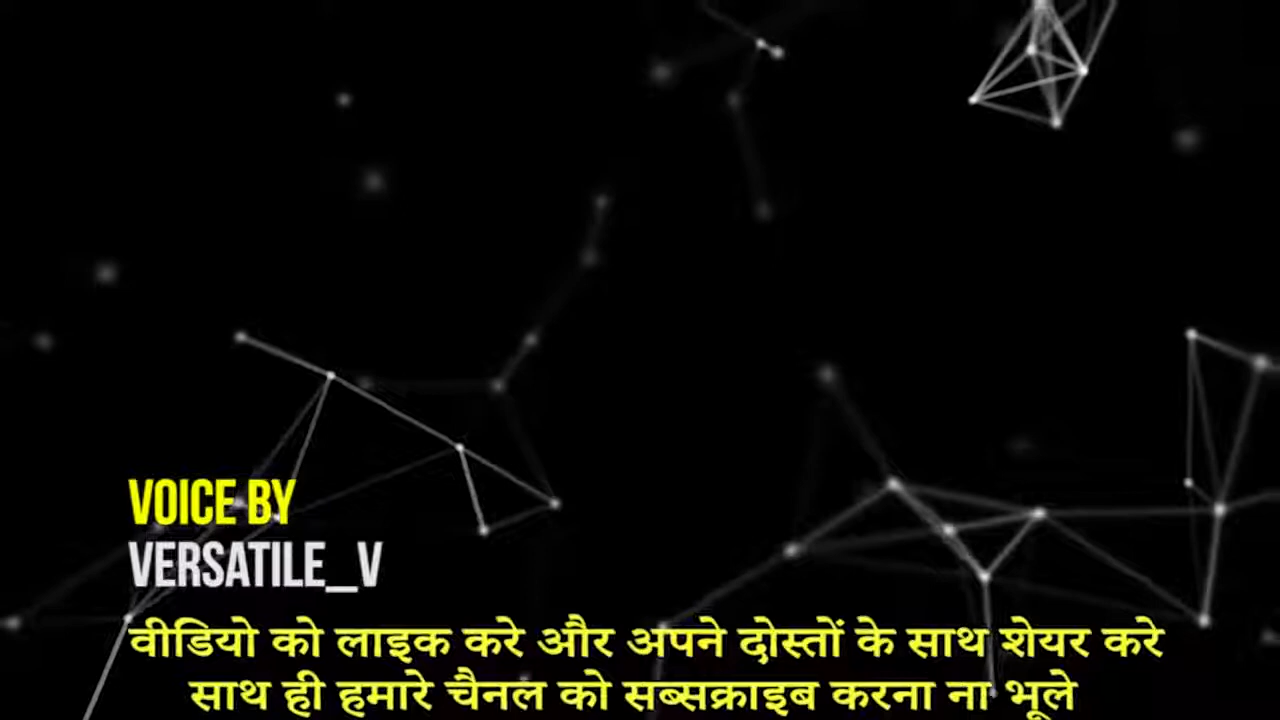 VOICE BY
VERSATILE_V
वीडियो को लाइक करे और अपने दोस्तों के साथ शेयर करे
साथ ही हमारे चैनल को सब्सक्राइब करना ना भूले